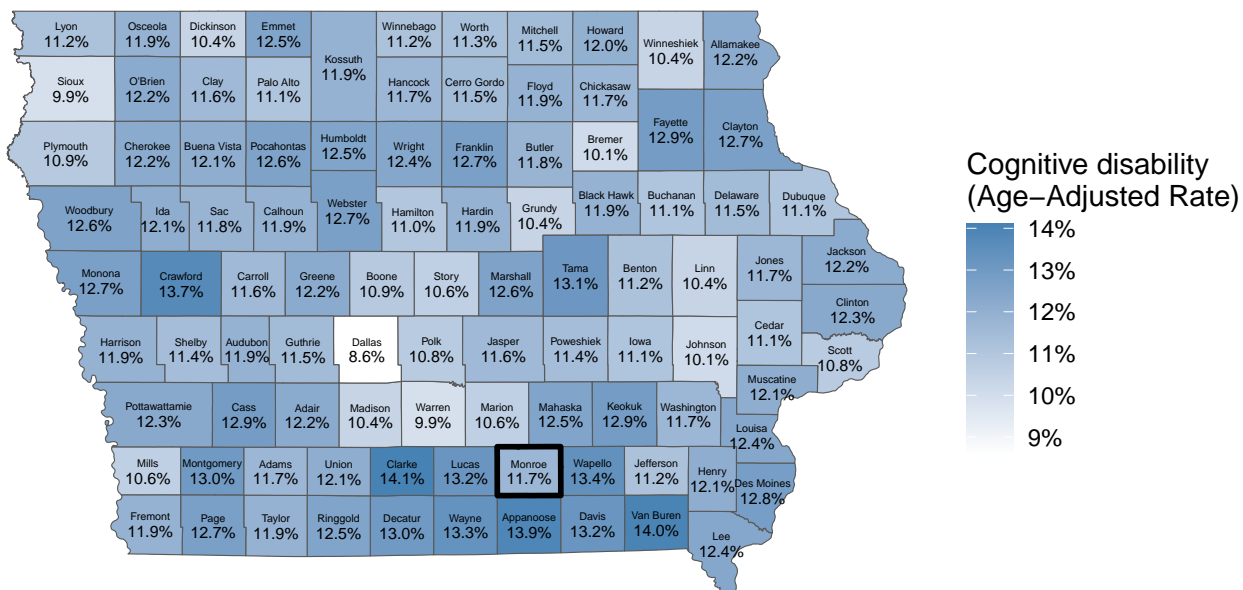 Lyon
11.2%
Osceola
11.9%
Dickinson
10.4%
Emmet
12.5%
Kossuth
11.9%
Winnebago
11.2%
Worth
11.3%
Mitchell
11.5%
Howard
12.0%
Winneshiek
10.4%
Allamakee
12.2%
Sioux
9.9%
O'Brien
12.2%
Clay
11.6%
Palo Alto
11.1%
Hancock
11.7%
Cerro Gordo
11.5%
Floyd
11.9%
Chickasaw
11.7%
Fayette
12.9%
Clayton
12.7%
Plymouth
10.9%
Cherokee
12.2%
Buena Vista
12.1%
Pocahontas
12.6%
Humboldt
12.5%
Wright
12.4%
Franklin
12.7%
Butler
11.8%
Bremer
10.1%
Woodbury
12.6%
Ida
12.1%
Sac
11.8%
Calhoun
11.9%
Webster
12.7%
Hamilton
11.0%
Hardin
11.9%
Grundy
10.4%
Black Hawk
11.9%
Buchanan
11.1%
Delaware
11.5%
Dubuque
11.1%
Monona
12.7%
Crawford
13.7%
Carroll
11.6%
Greene
12.2%
Boone
10.9%
Story
10.6%
Marshall
12.6%
Tama
13.1%
Benton
11.2%
Linn
10.4%
Jones
11.7%
Jackson
12.2%
Clinton
12.3%
Harrison
11.9%
Shelby
11.4%
Audubon
11.9%
Guthrie
11.5%
Dallas
8.6%
Polk
10.8%
Jasper
11.6%
Poweshiek
11.4%
Iowa
11.1%
Johnson
10.1%
Cedar
11.1%
Scott
10.8%
Muscatine
12.1%
Pottawattamie
12.3%
Cass
12.9%
Adair
12.2%
Madison
10.4%
Warren
9.9%
Marion
10.6%
Mahaska
12.5%
Keokuk
12.9%
Washington
11.7%
Louisa
12.4%
Mills
10.6%
Montgomery
13.0%
Adams
11.7%
Union
12.1%
Clarke
14.1%
Lucas
13.2%
Monroe
11.7%
Wapello
13.4%
Jefferson
11.2%
Henry
12.1%
Des Moines
12.8%
Fremont
11.9%
Page
12.7%
Taylor
11.9%
Ringgold
12.5%
Decatur
13.0%
Wayne
13.3%
Appanoose
13.9%
Davis
13.2%
Van Buren
14.0%
Lee
12.4%
Cognitive disability
(Age−Adjusted Rate)
14%
13%
12%
11%
10%
9%